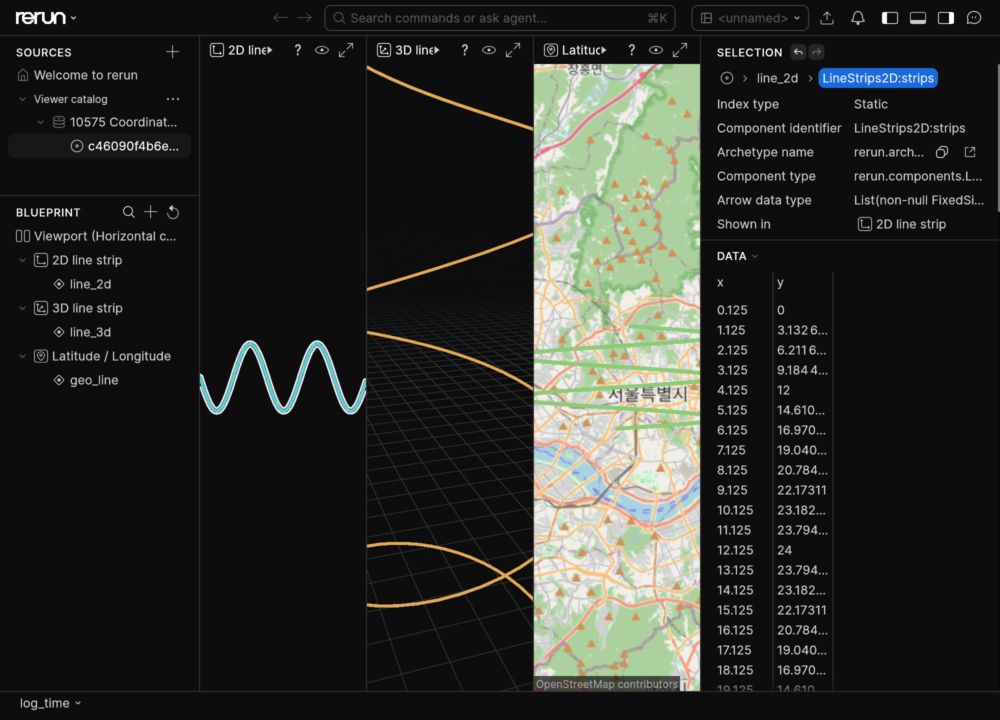 rerun
Search commands or ask agent...
⌘K
<unnamed>
SOURCES
Welcome to rerun
Viewer catalog
10575 Coordinat...
c46090f4b6e...
BLUEPRINT
Viewport (Horizontal c...
2D line strip
line_2d
3D line strip
line_3d
Latitude / Longitude
geo_line
2D line
?
3D line
?
Latituc
?
장흥면
서울특별시
OpenStreetMap contributors
SELECTION
line_2d
LineStrips2D:strips
Index type Static
Component identifier LineStrips2D:strips
Archetype name rerun.arch...
Component type rerun.components.L...
Arrow data type List(non-null FixedSi...
Shown in 2D line strip
DATA
x y
0.125 0
1.125 3.132 6...
2.125 6.211 6...
3.125 9.184 4...
4.125 12
5.125 14.610...
6.125 16.970...
7.125 19.040...
8.125 20.784...
9.125 22.17311
10.125 23.182...
11.125 23.794...
12.125 24
13.125 23.794...
14.125 23.182...
15.125 22.17311
16.125 20.784...
17.125 19.040...
18.125 16.970...
19.125 14.610
log_time